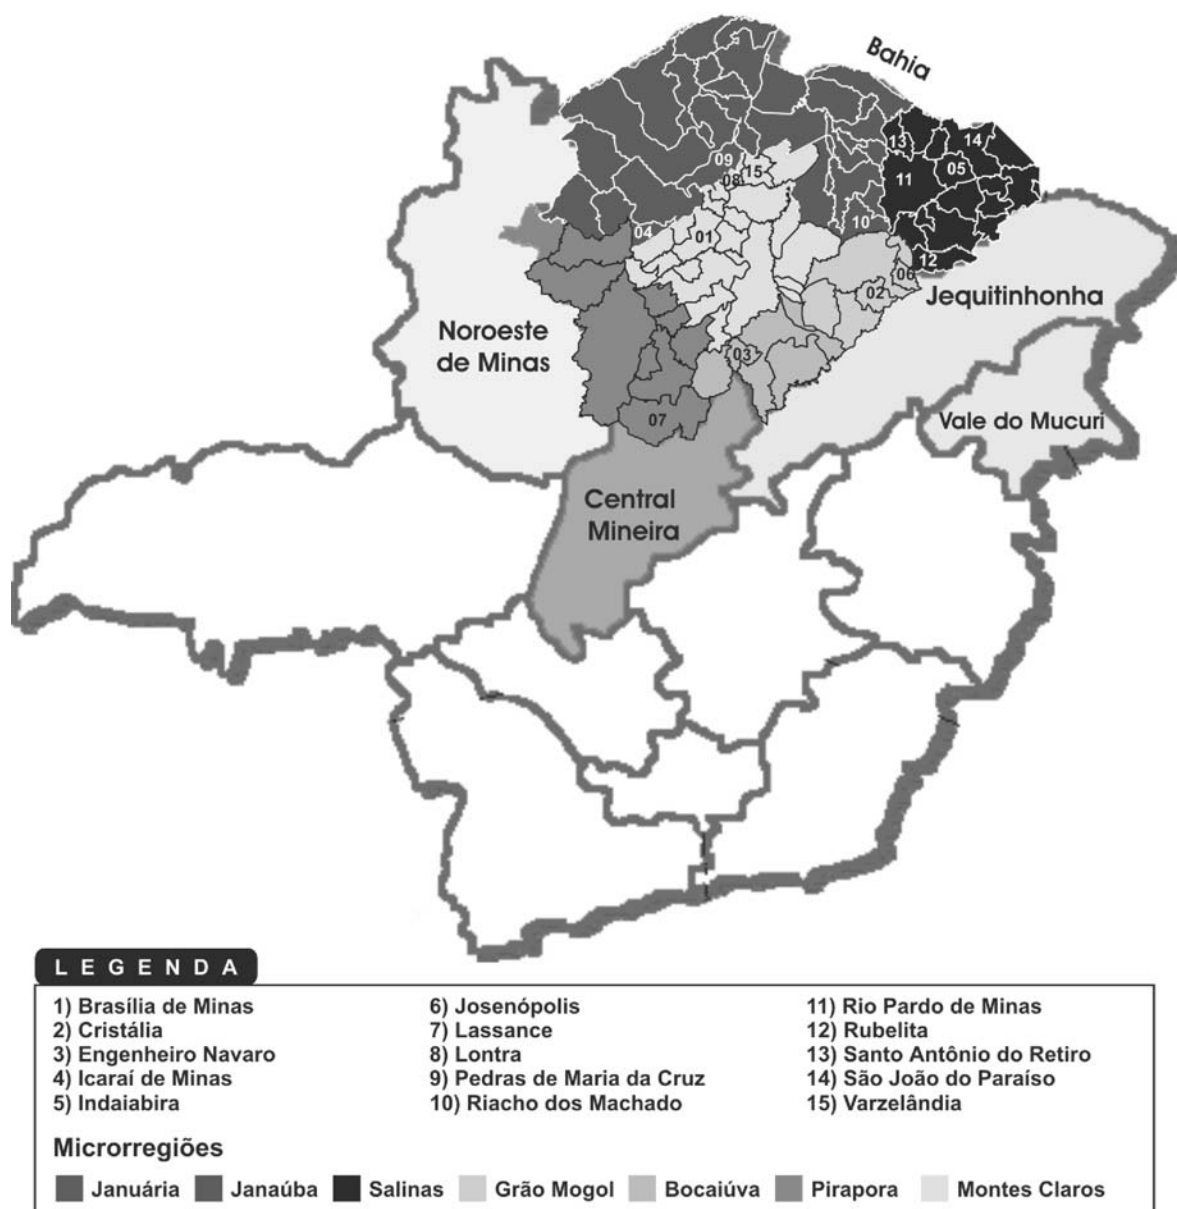 Bahia
13
14
09
15
05
08
11
10
04
01
12
06
02
Jequitinhonha
Noroeste
de Minas
03
07
Vale do Mucuri
Central
Mineira
LEGENDA
1) Brasília de Minas
2) Cristália
3) Engenheiro Navaro
4) Icaraí de Minas
5) Indaiabira
6) Josenópolis
7) Lassance
8) Lontra
9) Pedras de Maria da Cruz
10) Riacho dos Machado
11) Rio Pardo de Minas
12) Rubelita
13) Santo Antônio do Retiro
14) São João do Paraíso
15) Varzelândia
Microrregiões
Januária Janaúba Salinas Grão Mogol Bocaiúva Pirapora Montes Claros